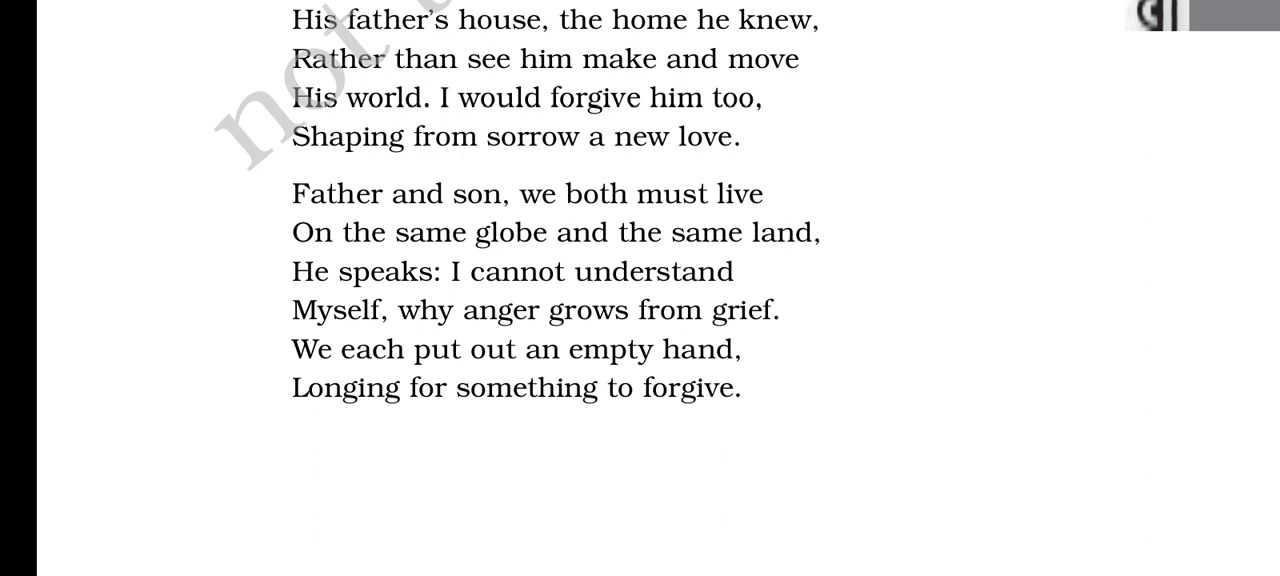 His father's house, the home he knew,
Rather than see him make and move
His world. I would forgive him too,
Shaping from sorrow a new love.
Father and son, we both must live
On the same globe and the same land,
He speaks: I cannot understand
Myself, why anger grows from grief.
We each put out an empty hand,
Longing for something to forgive.
not